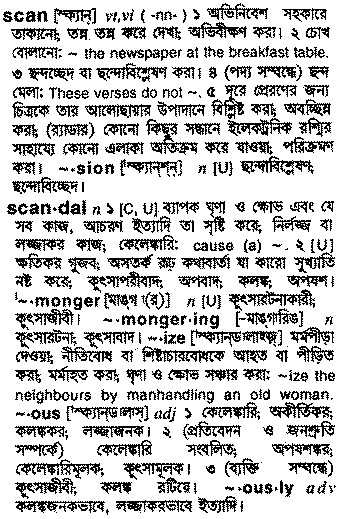 scan [স্ক্যান্] vt,vi ( -nn- ) ১ অভিনিবেশ সহকারে
তাকানো; তন্ন তন্ন করে দেখা; অভিবীক্ষণ করা। ২ চোখ
বোলানো: ~ the newspaper at the breakfast table.
৩ ছন্দচ্ছেদ বা ছন্দোবিশ্লেষণ করা। ৪ (পদ্য সম্বন্ধে) ছন্দ
মেলা: These verses do not ~. ৫ দূরে প্রেরণের জন্য
চিত্রকে তার আলোছায়ার উপাদানে বিশ্লিষ্ট করা; অবচ্ছিন্ন
করা; (র‍্যাডার) কোনো কিছুর সন্ধানে ইলেকট্রনিক রশ্মির
সাহায্যে কোনো এলাকা অতিক্রম করে যাওয়া; পরিক্রমণ
করা। ~·sion [স্ক্যানশ্‌ন্] n [U] ছন্দোবিশ্লেষণ;
ছন্দোবিচ্ছেদ।
scan·dal n ১ [C, U] ব্যাপক ঘৃণা ও ক্ষোভ এবং যে
সব কাজ, আচরণ ইত্যাদি তা সৃষ্টি করে; নির্লজ্জ বা
লজ্জাকর কাজ; কেলেঙ্কারি: cause (a) ~. ২ [U]
ক্ষতিকর গুজব; অসতর্ক রূঢ় কথাবার্তা যা কারো সুখ্যাতি
নষ্ট করে; কুৎসাপরীবাদ; অপবাদ; কলঙ্ক; অপযশ।
~·monger [মাঙগ(র্)] n [U] কুৎসারটনাকারী;
কুৎসাজীবী। ~·monger·ing [-মাঙগারিঙ] n
কুৎসারটনা; কুৎসাবাদ। ~·ize [স্ক্যানডালাইজ্] মর্মপীড়া
দেওয়া; নীতিবোধ বা শিষ্টাচারবোধকে আহত বা পীড়িত
করা; মর্মাহত করা; ঘৃণা ও ক্ষোভ সঞ্চার করা: ~ize the
neighbours by manhandling an old woman.
~·ous [স্ক্যানডালাস্] adj ১ কেলেঙ্কারি; অকীর্তিকর;
কলঙ্ককর; লজ্জাজনক। ২ (প্রতিবেদন ও জনশ্রুতি
সম্পর্কে) কেলেঙ্কারি সংবলিত; অপযশস্কর;
কেলেঙ্কারিমূলক; কুৎসামূলক। ৩ (ব্যক্তি সম্বন্ধে)
কুৎসাজীবী; কলঙ্ক রটিয়ে। ~·ous·ly adv
কলঙ্কজনকভাবে, লজ্জাকরভাবে ইত্যাদি।